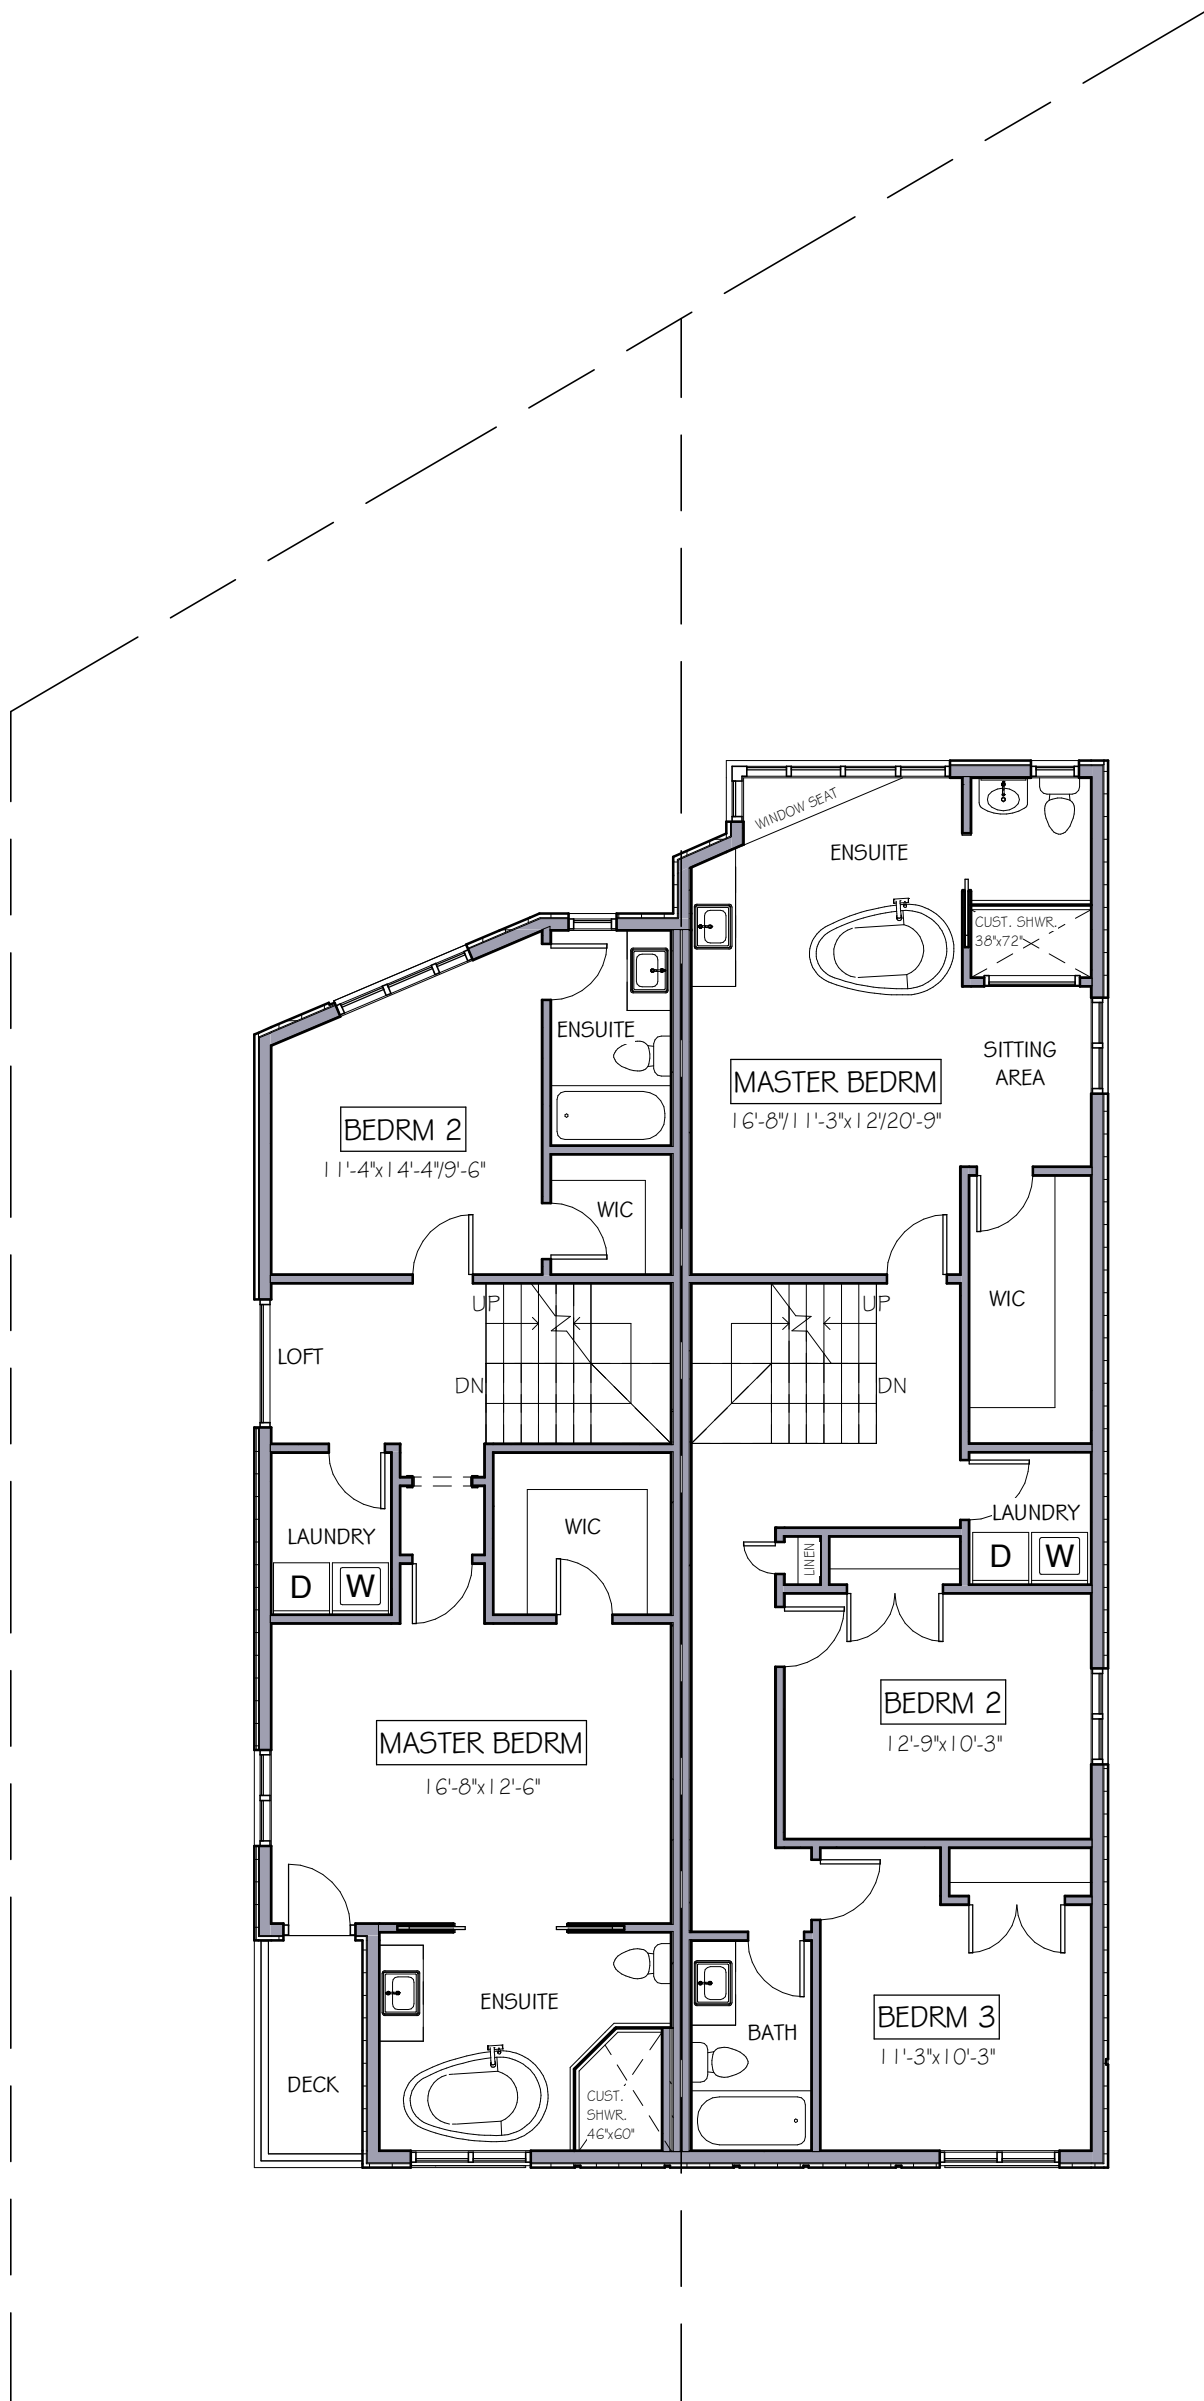 WINDOW SEAT
ENSUITE
CUST. SHWR.
38"x72"
ENSUITE
SITTING
AREA
MASTER BEDRM
16'-8"/11'-3"x12'/20'-9"
BEDRM 2
11'-4"x14'-4"/9'-6"
WIC
WIC
UP
UP
LOFT
DN
DN
WIC
LAUNDRY
LAUNDRY
LINEN
D
W
D
W
BEDRM 2
12'-9"x10'-3"
MASTER BEDRM
16'-8"x12'-6"
ENSUITE
BEDRM 3
11'-3"x10'-3"
BATH
DECK
CUST.
SHWR.
46"x60"